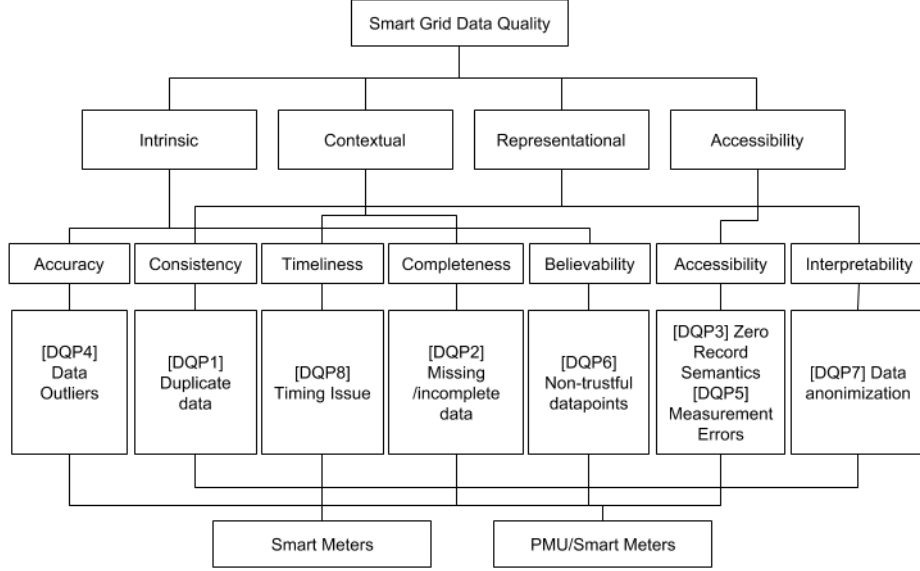 Smart Grid Data Quality
Intrinsic
Contextual
Representational
Accessibility
Accuracy
Consistency
Timeliness
Completeness
Believability
Accessibility
Interpretability
[DQP4]
Data
Outliers
[DQP1]
Duplicate
data
[DQP8]
Timing Issue
[DQP2]
Missing
/incomplete
data
[DQP6]
Non-trustful
datapoints
[DQP3] Zero
Record
Semantics
[DQP5]
Measurement
Errors
[DQP7] Data
anonimization
Smart Meters
PMU/Smart Meters